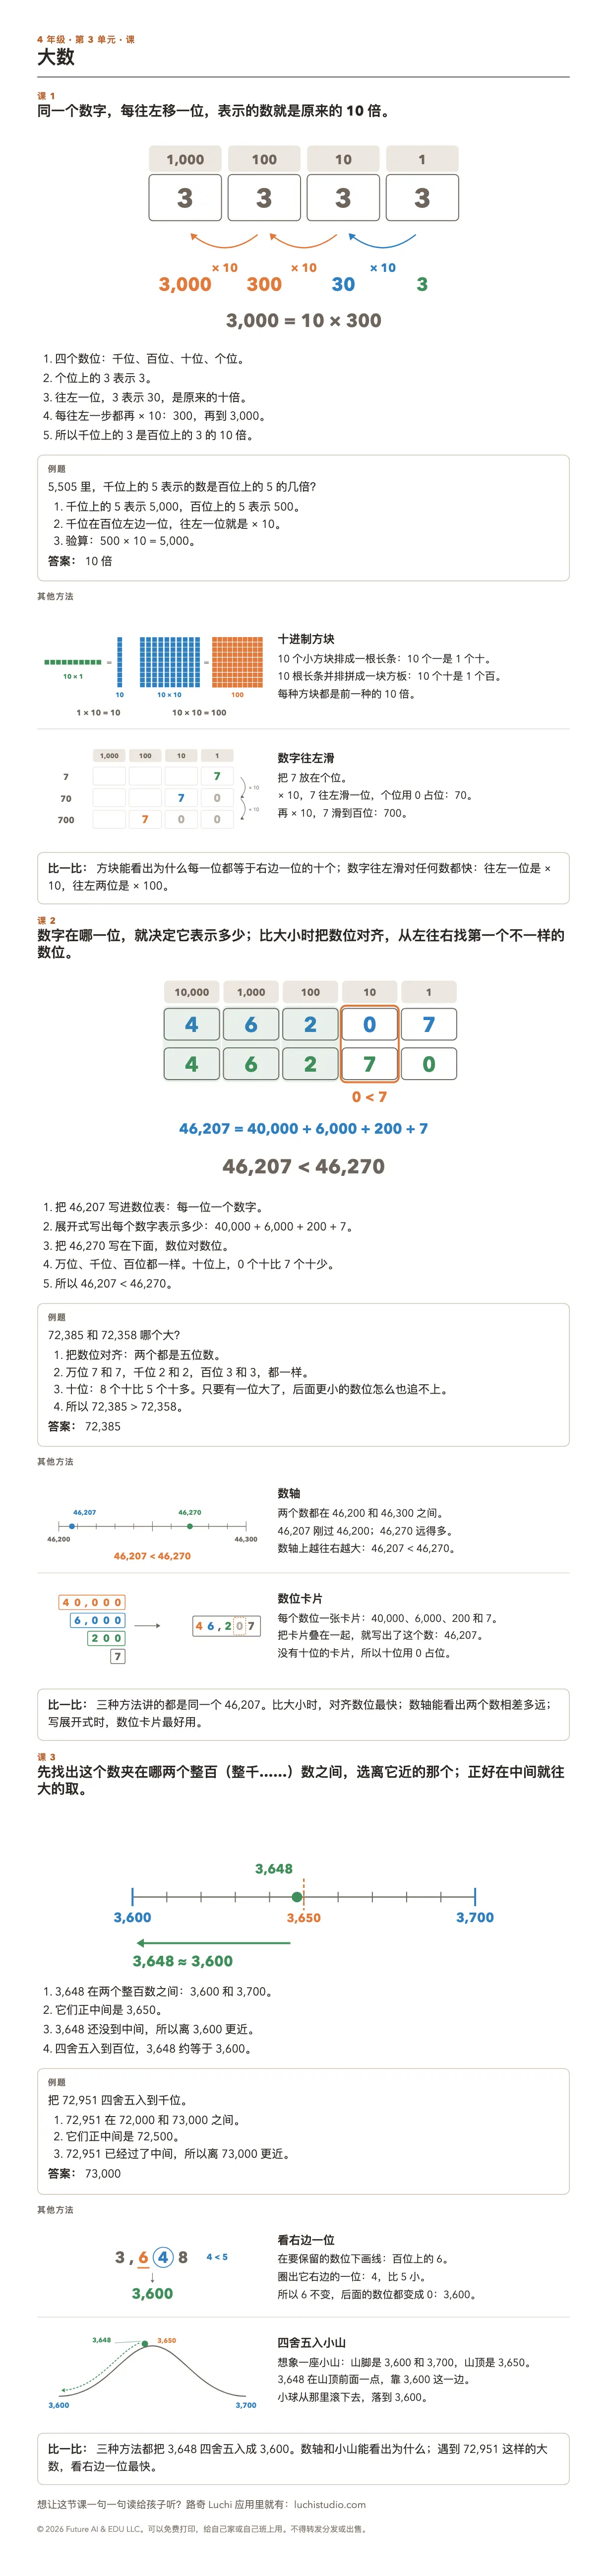 4 年级 · 第 3 单元 · 课
大数
课 1
同一个数字，每往左移一位，表示的数就是原来的 10 倍。
1,000 100 10 1
3 3 3 3
× 10 × 10 × 10
3,000 300 30 3
3,000 = 10 × 300
1. 四个数位：千位、百位、十位、个位。
2. 个位上的 3 表示 3。
3. 往左一位，3 表示 30，是原来的十倍。
4. 每往左一步都再 × 10：300，再到 3,000。
5. 所以千位上的 3 是百位上的 3 的 10 倍。
例题
5,505 里，千位上的 5 表示的数是百位上的 5 的几倍？
1. 千位上的 5 表示 5,000，百位上的 5 表示 500。
2. 千位在百位左边一位，往左一位就是 × 10。
3. 验算：500 × 10 = 5,000。
答案： 10 倍
其他方法
= =
10 × 1
10 10 × 10 100
1 × 10 = 10 10 × 10 = 100
十进制方块
10 个小方块排成一根长条：10 个一是 1 个十。
10 根长条并排拼成一块方板：10 个十是 1 个百。
每种方块都是前一种的 10 倍。
1,000 100 10 1
7 7
70 7 0
700 7 0 0
× 10
× 10
数字往左滑
把 7 放在个位。
× 10，7 往左滑一位，个位用 0 占位：70。
再 × 10，7 滑到百位：700。
比一比： 方块能看出为什么每一位都等于右边一位的十个；数字往左滑对任何数都快：往左一位是 ×
10，往左两位是 × 100。
课 2
数字在哪一位，就决定它表示多少；比大小时把数位对齐，从左往右找第一个不一样的
数位。
10,000 1,000 100 10 1
4 6 2 0 7
4 6 2 7 0
0 < 7
46,207 = 40,000 + 6,000 + 200 + 7
46,207 < 46,270
1. 把 46,207 写进数位表：每一位一个数字。
2. 展开式写出每个数字表示多少：40,000 + 6,000 + 200 + 7。
3. 把 46,270 写在下面，数位对数位。
4. 万位、千位、百位都一样。十位上，0 个十比 7 个十少。
5. 所以 46,207 < 46,270。
例题
72,385 和 72,358 哪个大？
1. 把数位对齐：两个都是五位数。
2. 万位 7 和 7，千位 2 和 2，百位 3 和 3，都一样。
3. 十位：8 个十比 5 个十多。只要有一位大了，后面更小的数位怎么也追不上。
4. 所以 72,385 > 72,358。
答案： 72,385
其他方法
46,207 46,270
46,200 46,300
46,207 < 46,270
数轴
两个数都在 46,200 和 46,300 之间。
46,207 刚过 46,200；46,270 远得多。
数轴上越往右越大：46,207 < 46,270。
40,000
6,000
200
7
46,207
数位卡片
每个数位一张卡片：40,000、6,000、200 和 7。
把卡片叠在一起，就写出了这个数：46,207。
没有十位的卡片，所以十位用 0 占位。
比一比： 三种方法讲的都是同一个 46,207。比大小时，对齐数位最快；数轴能看出两个数相差多远；
写展开式时，数位卡片最好用。
课 3
先找出这个数夹在哪两个整百（整千……）数之间，选离它近的那个；正好在中间就往
大的取。
3,648
3,600 3,650 3,700
3,648 ≈ 3,600
1. 3,648 在两个整百数之间：3,600 和 3,700。
2. 它们正中间是 3,650。
3. 3,648 还没到中间，所以离 3,600 更近。
4. 四舍五入到百位，3,648 约等于 3,600。
例题
把 72,951 四舍五入到千位。
1. 72,951 在 72,000 和 73,000 之间。
2. 它们正中间是 72,500。
3. 72,951 已经过了中间，所以离 73,000 更近。
答案： 73,000
其他方法
3,648 4 < 5
3,600
看右边一位
在要保留的数位下画线：百位上的 6。
圈出它右边的一位：4，比 5 小。
所以 6 不变，后面的数位都变成 0：3,600。
3,648 3,650
3,600 3,700
四舍五入小山
想象一座小山：山脚是 3,600 和 3,700，山顶是 3,650。
3,648 在山顶前面一点，靠 3,600 这一边。
小球从那里滚下去，落到 3,600。
比一比： 三种方法都把 3,648 四舍五入成 3,600。数轴和小山能看出为什么；遇到 72,951 这样的大
数，看右边一位最快。
想让这节课一句一句读给孩子听？路奇 Luchi 应用里就有：luchistudio.com
© 2026 Future AI & EDU LLC。可以免费打印，给自己家或自己班上用。不得转发分发或出售。